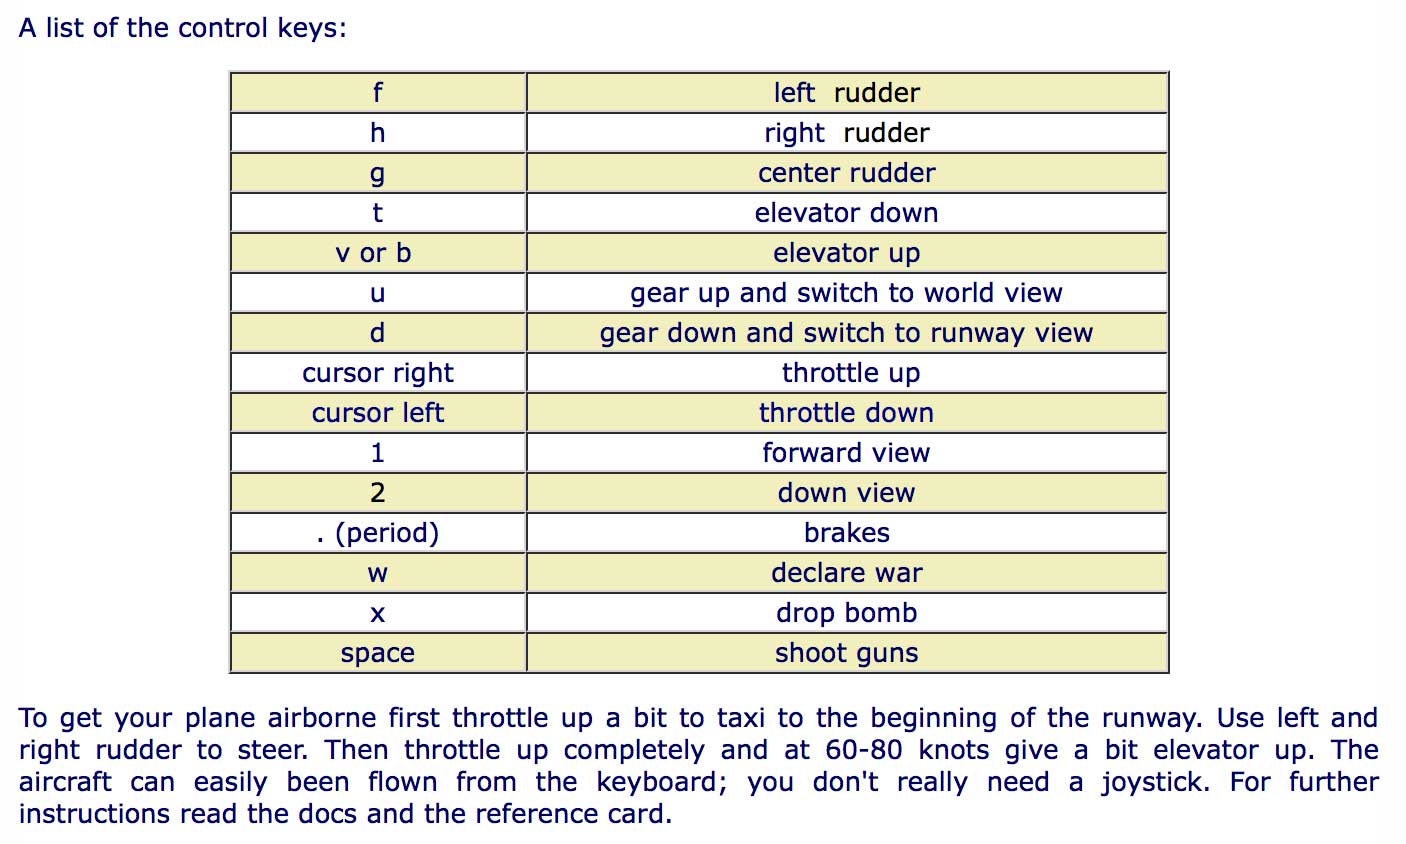 A list of the control keys:
f left rudder
h right rudder
g center rudder
t elevator down
v or b elevator up
u gear up and switch to world view
d gear down and switch to runway view
cursor right throttle up
cursor left throttle down
1 forward view
2 down view
. (period) brakes
w declare war
x drop bomb
space shoot guns
To get your plane airborne first throttle up a bit to taxi to the beginning of the runway. Use left and
right rudder to steer. Then throttle up completely and at 60-80 knots give a bit elevator up. The
aircraft can easily been flown from the keyboard; you don't really need a joystick. For further
instructions read the docs and the reference card.